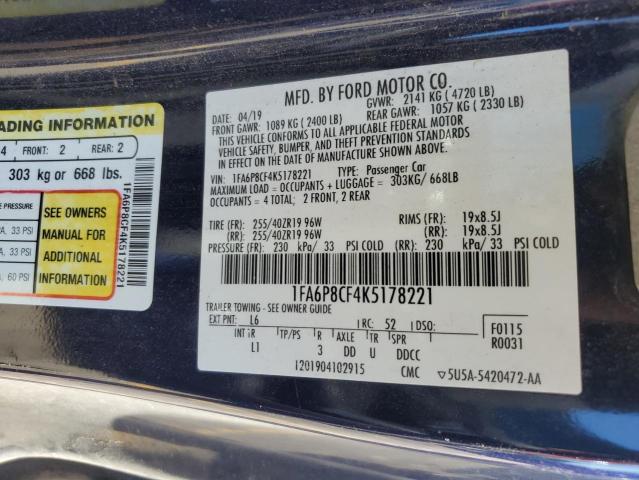 ADING INFORMATION
4 FRONT: 2 REAR: 2
303 kg or 668 lbs.
PRESSURE
A, 33 PSI
A, 33 PSI
A, 60 PSI
SEE OWNERS
MANUAL FOR
ADDITIONAL
INFORMATION
1FA6P8CF4K5178221
MFD. BY FORD MOTOR CO.
04/19 GVWR: 2141 KG ( 4720 LB)
FRONT GAWR: 1089 KG ( 2400 LB) REAR GAWR: 1057 KG ( 2330 LB)
THIS VEHICLE CONFORMS TO ALL APPLICABLE FEDERAL MOTOR
VEHICLE SAFETY, BUMPER, AND THEFT PREVENTION STANDARDS
IN EFFECT ON THE DATE OF MANUFACTURE SHOWN ABOVE.
VIN: 1FA6P8CF4K5178221 TYPE: Passenger Car
MAXIMUM LOAD = OCCUPANTS + LUGGAGE = 303KG/ 668LB
OCCUPANTS = 4 TOTAL; 2 FRONT, 2 REAR
TIRE (FR): 255/40ZR19 96W RIMS (FR): 19x8.5J
(RR): 255/40ZR19 96W (RR): 19x8.5J
PRESSURE (FR): 230 kPa/ 33 PSI COLD (RR): 230 kPa/ 33 PSI COLD
1FA6P8CF4K5178221
TRAILER TOWING - SEE OWNER GUIDE
EXT PNT: L6 RC: 52 DSO: F0115
INT TR TP/PS R AXLE TR SPR R0031
L1 3 DD U DDCC
I201904102915 CMC ▽5U5A-5420472-AA